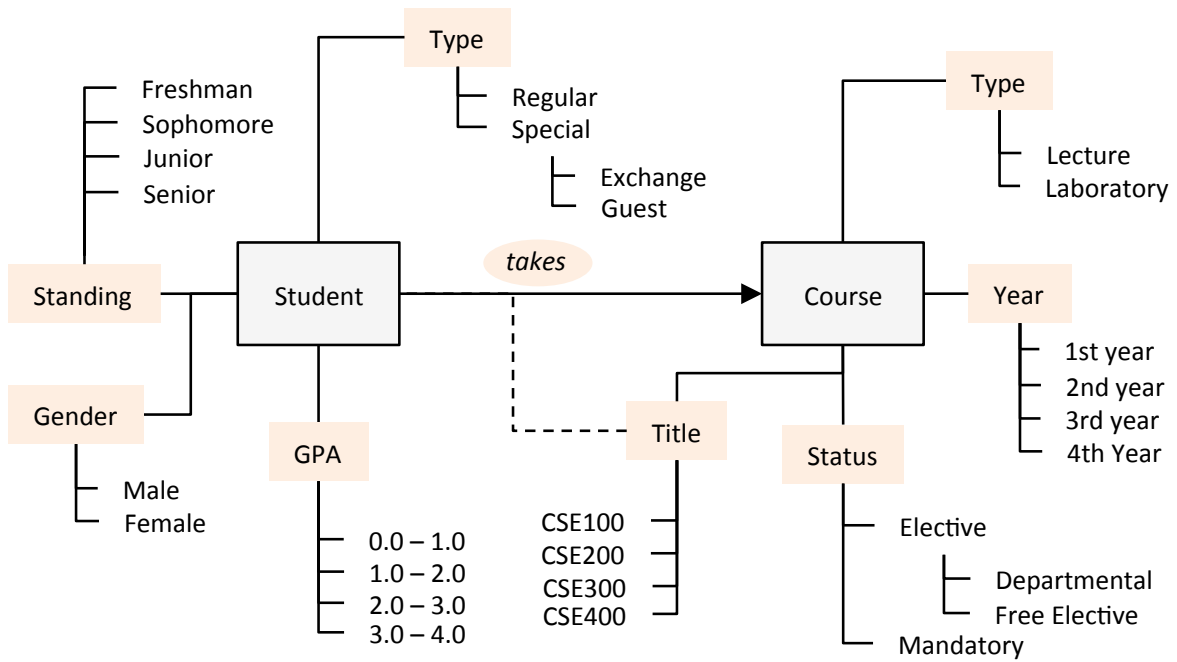 Type
Regular
Special
Exchange
Guest
Freshman
Sophomore
Junior
Senior
Standing
Student
takes
Course
Type
Lecture
Laboratory
Year
1st year
2nd year
3rd year
4th Year
Gender
Male
Female
GPA
0.0 – 1.0
1.0 – 2.0
2.0 – 3.0
3.0 – 4.0
Title
CSE100
CSE200
CSE300
CSE400
Status
Elective
Departmental
Free Elective
Mandatory